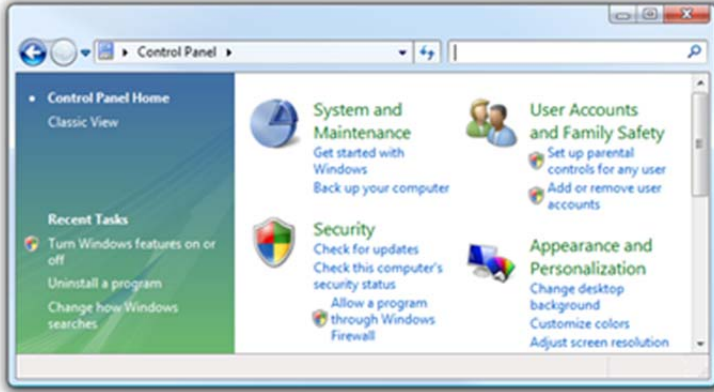 Control Panel
Control Panel Home
Classic View
Recent Tasks
Turn Windows features on or
off
Uninstall a program
Change how Windows
searches
System and
Maintenance
Get started with
Windows
Back up your computer
Security
Check for updates
Check this computer's
security status
Allow a program
through Windows
Firewall
User Accounts
and Family Safety
Set up parental
controls for any user
Add or remove user
accounts
Appearance and
Personalization
Change desktop
background
Customize colors
Adjust screen resolution